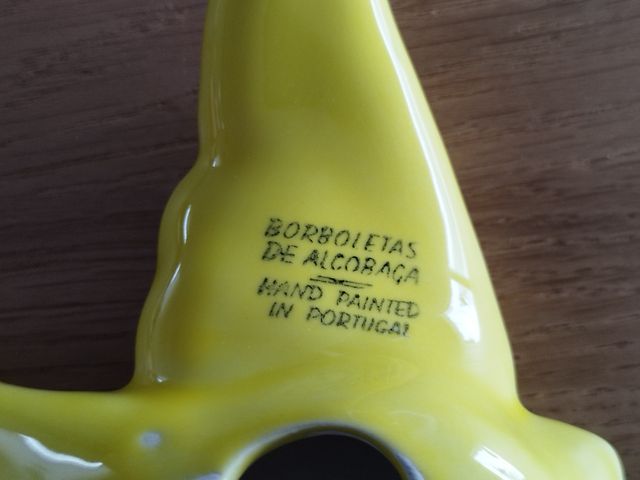 BORBOLETAS
DE ALCOBAÇA
HAND PAINTED
IN PORTUGAL